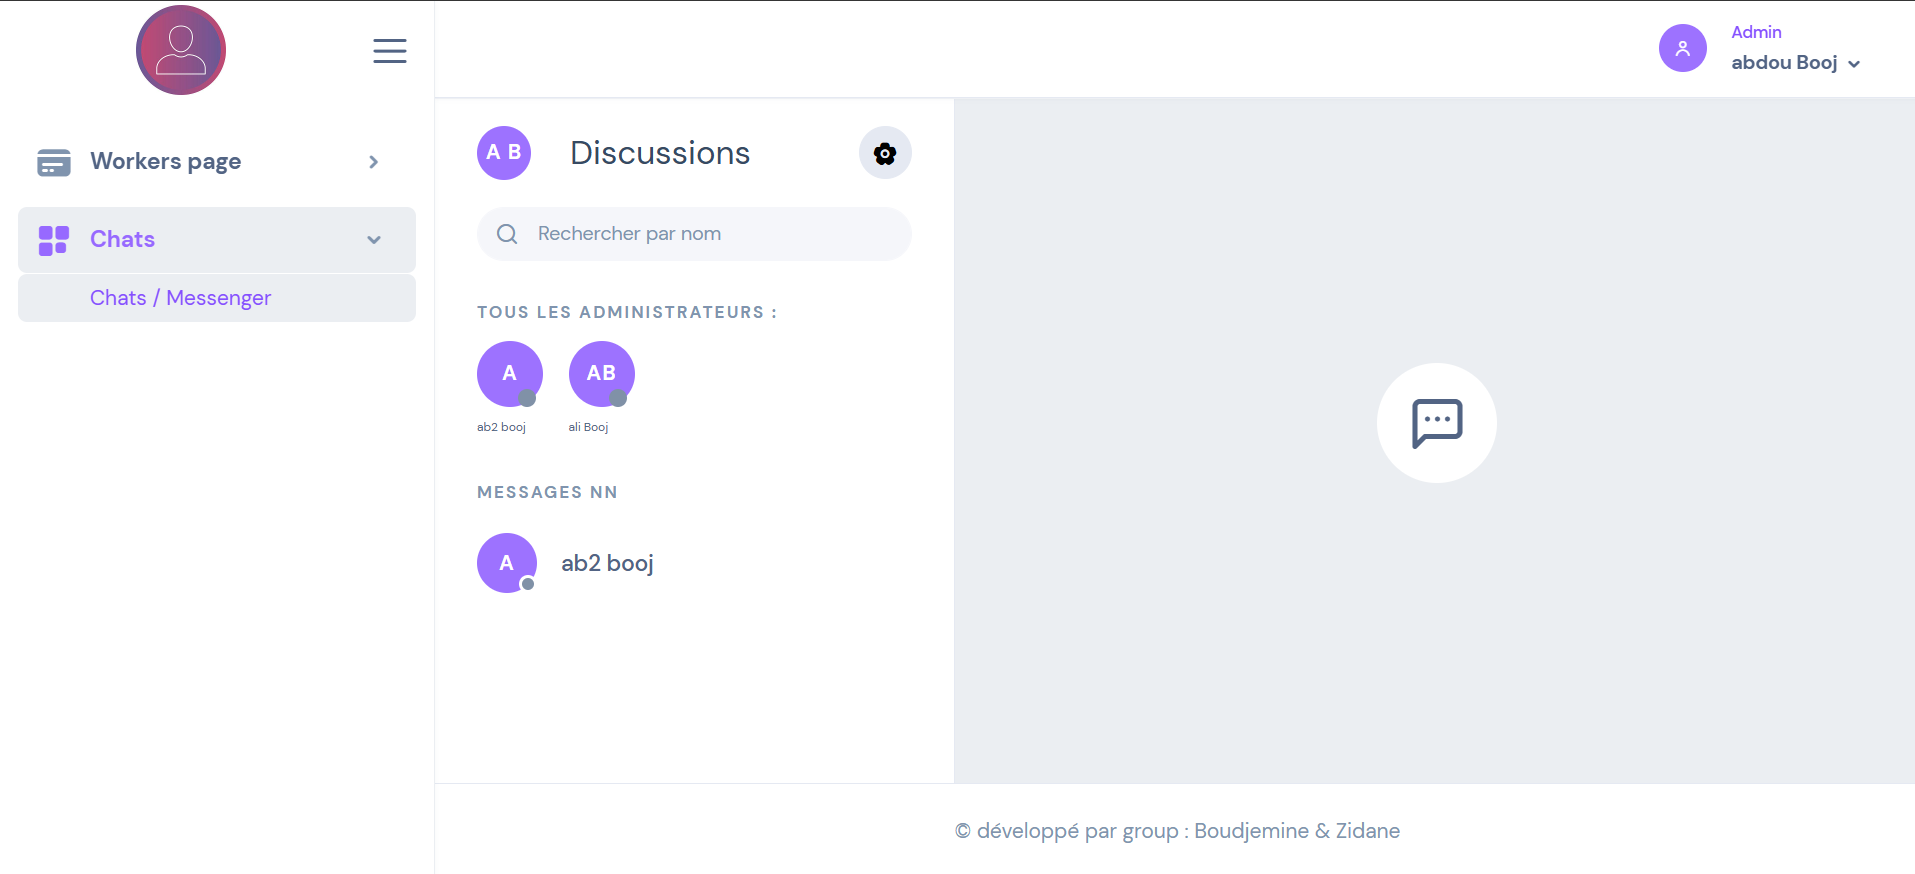 Admin
abdou Booj
Workers page
Chats
Chats / Messenger
A B
Discussions
Rechercher par nom
TOUS LES ADMINISTRATEURS :
A
AB
ab2 booj
ali Booj
MESSAGES NN
A
ab2 booj
© développé par group : Boudjemine & Zidane